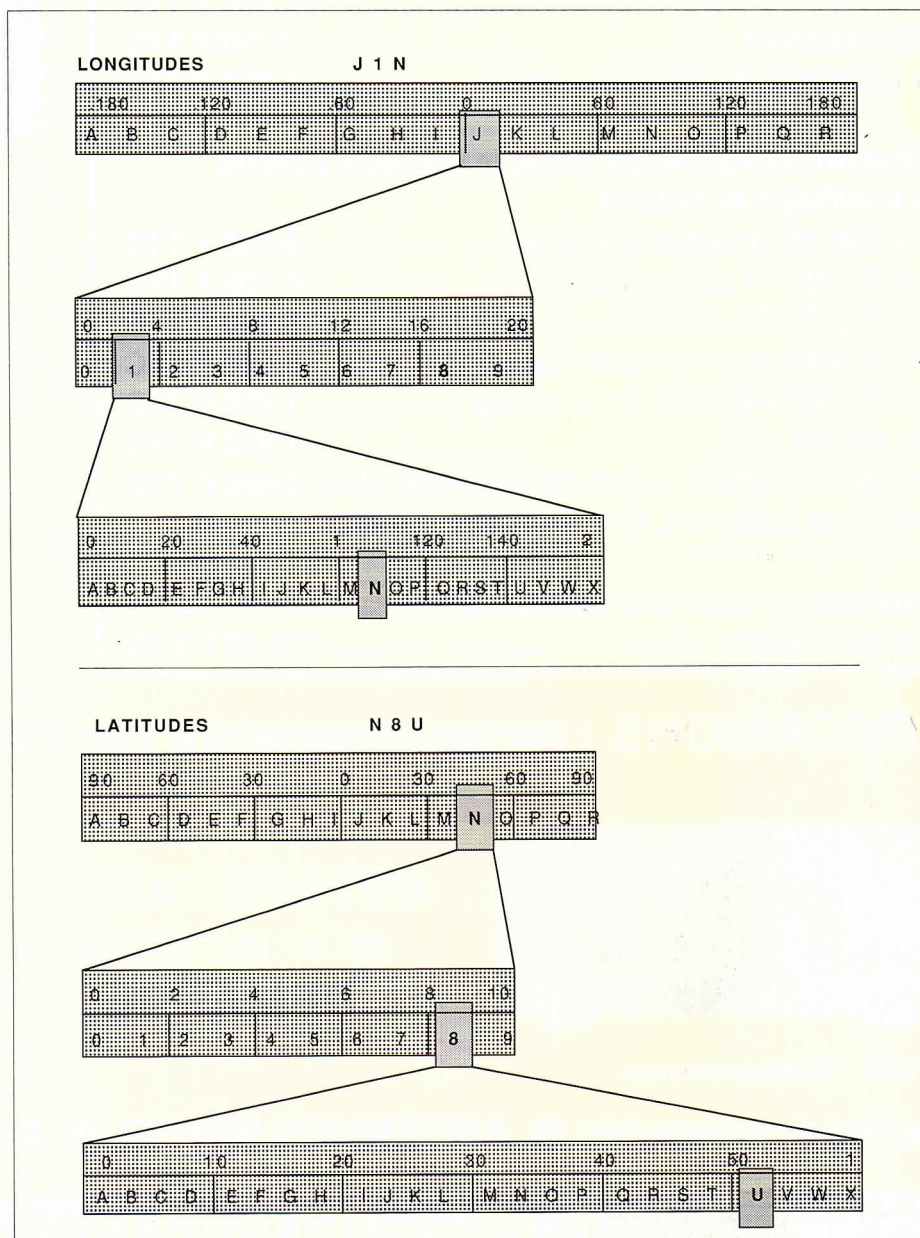 LONGITUDES J 1 N
180 120 60 0 60 120 180
A B C D E F G H I J K L M N O P Q R
0 4 8 12 16 20
0 1 2 3 4 5 6 7 8 9
0 20 40 1 120 140 2
A B C D E F G H I J K L M N O P Q R S T U V W X
LATITUDES N 8 U
90 60 30 0 30 60 90
A B C D E F G H I J K L M N O P Q R
0 2 4 6 8 10
0 1 2 3 4 5 6 7 8 9
0 10 20 30 40 50 1
A B C D E F G H I J K L M N O P Q R S T U V W X